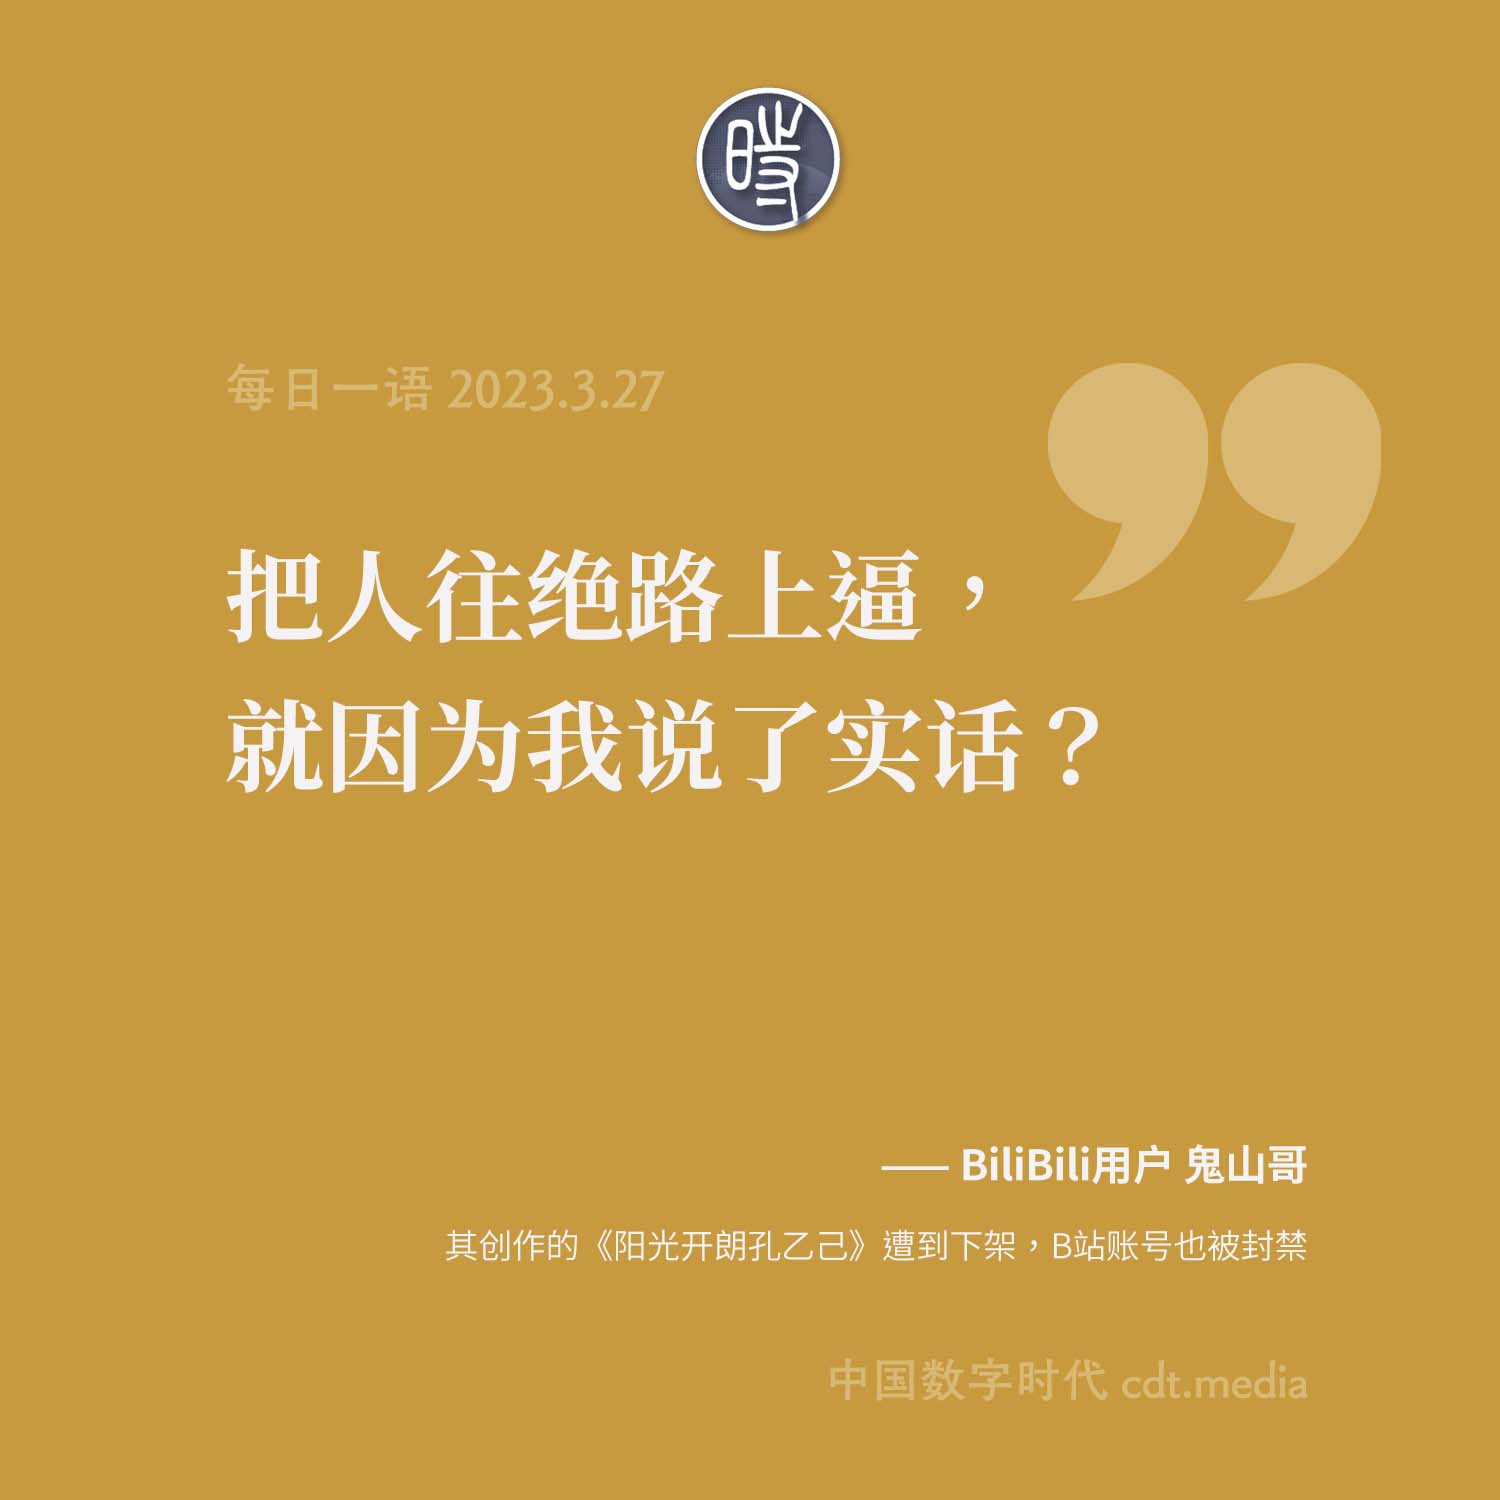 時
每日一语 2023.3.27
把人往绝路上逼，
就因为我说了实话？
—— BiliBili用户 鬼山哥
其创作的《阳光开朗孔乙己》遭到下架，B站账号也被封禁
中国数字时代 cdt.media